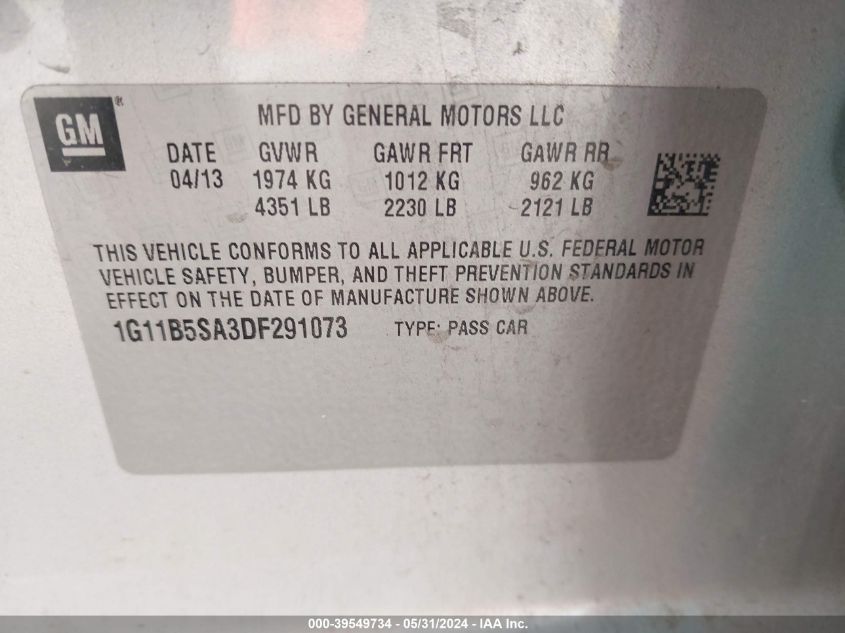 GM®
MFD BY GENERAL MOTORS LLC
DATE GVWR GAWR FRT GAWR RR
04/13 1974 KG 1012 KG 962 KG
4351 LB 2230 LB 2121 LB
THIS VEHICLE CONFORMS TO ALL APPLICABLE U.S. FEDERAL MOTOR
VEHICLE SAFETY, BUMPER, AND THEFT PREVENTION STANDARDS IN
EFFECT ON THE DATE OF MANUFACTURE SHOWN ABOVE.
1G11B5SA3DF291073 TYPE: PASS CAR
000-39549734 - 05/31/2024 - IAA Inc.